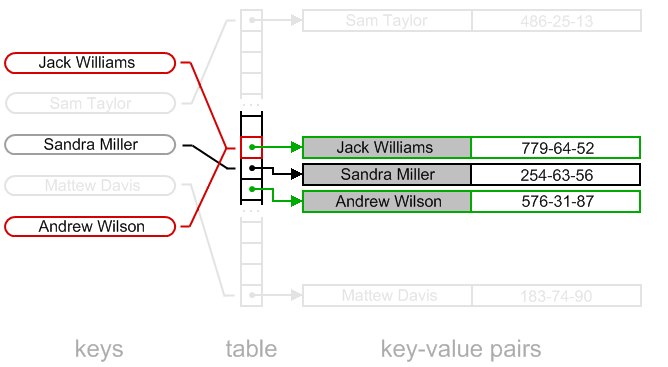 Sam Taylor 486-25-13
Jack Williams
Sam Taylor
Sandra Miller
Mattew Davis
Andrew Wilson
Jack Williams 779-64-52
Sandra Miller 254-63-56
Andrew Wilson 576-31-87
Mattew Davis 183-74-90
keys table key-value pairs